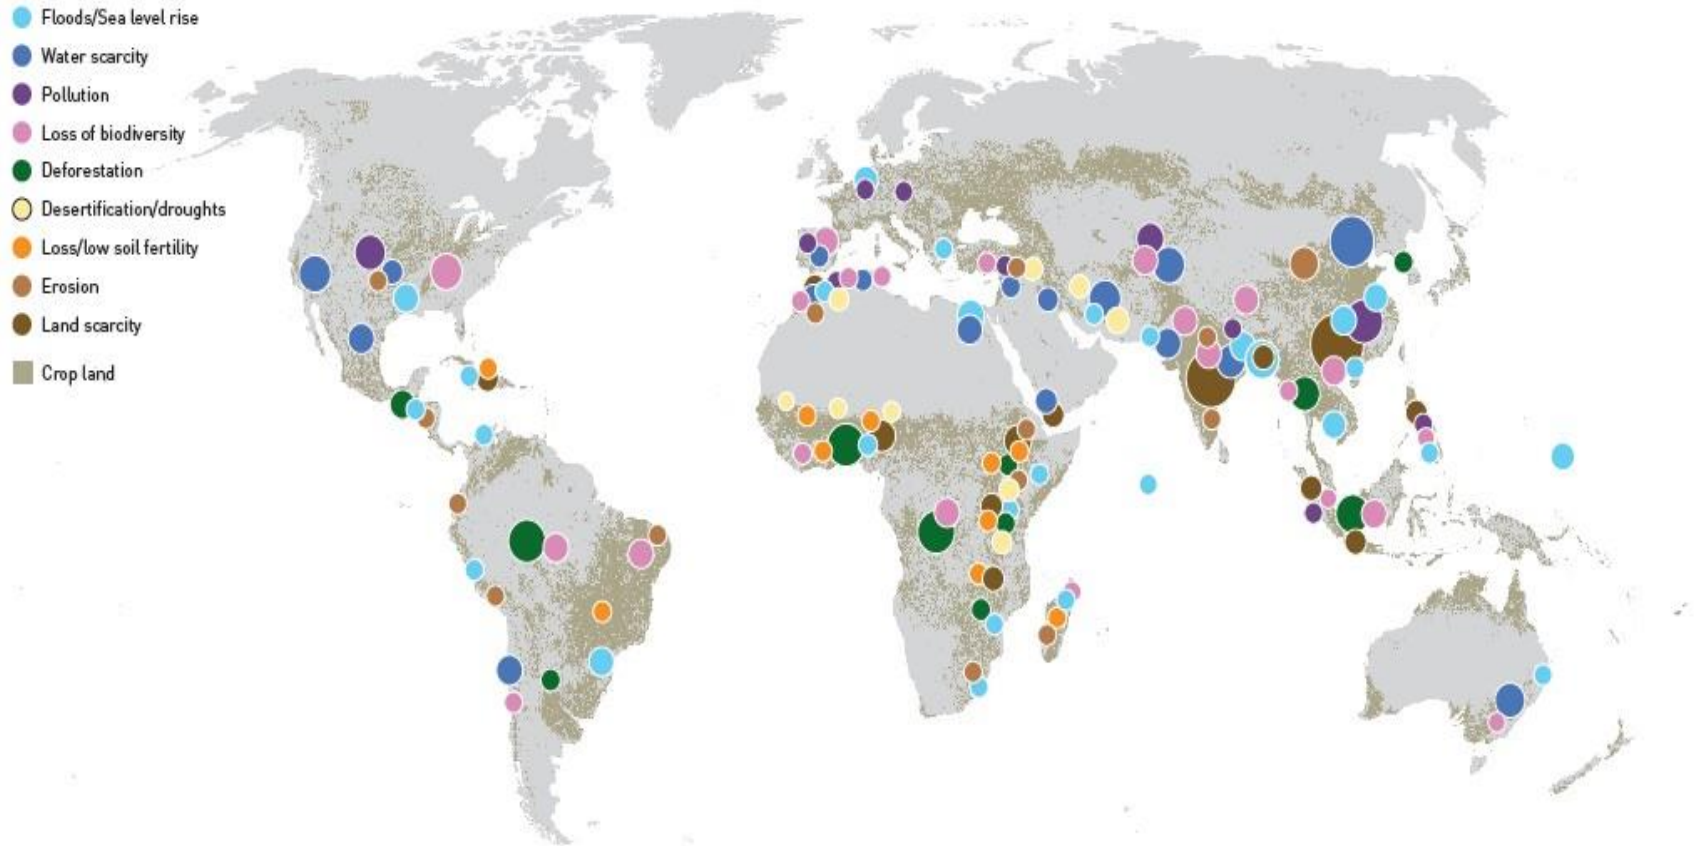 Floods/Sea level rise
Water scarcity
Pollution
Loss of biodiversity
Deforestation
Desertification/droughts
Loss/low soil fertility
Erosion
Land scarcity
Crop land